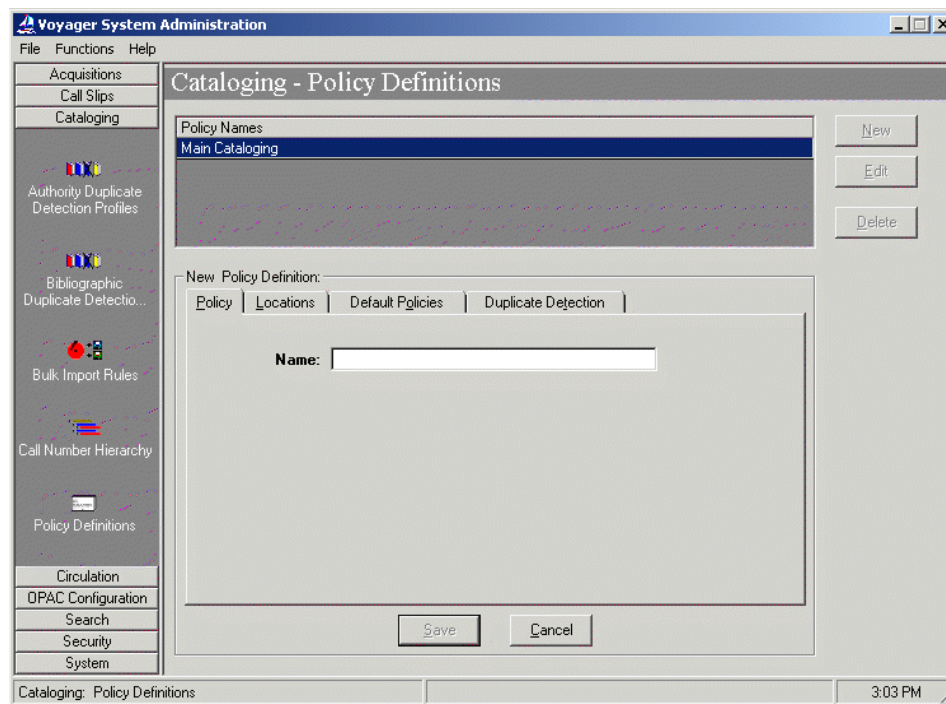 Voyager System Administration
File Functions Help
Acquisitions
Call Slips
Cataloging
Authority Duplicate
Detection Profiles
Bibliographic
Duplicate Detectio...
Bulk Import Rules
Call Number Hierarchy
Policy Definitions
Circulation
OPAC Configuration
Search
Security
System
Cataloging - Policy Definitions
Policy Names
Main Cataloging
New
Edit
Delete
New Policy Definition:
Policy Locations Default Policies Duplicate Detection
Name:
Save Cancel
Cataloging: Policy Definitions 3:03 PM